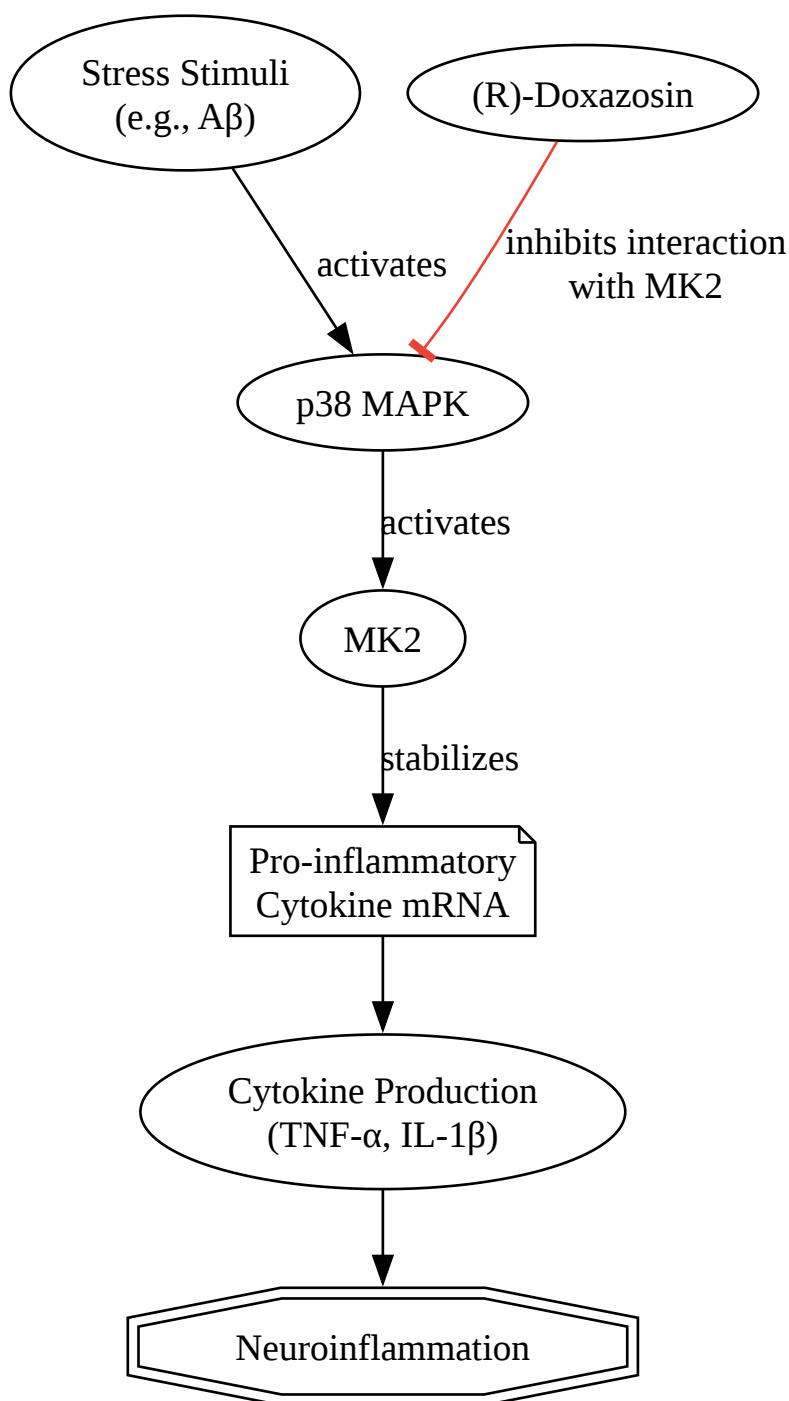 Stress Stimuli
(e.g., Aβ)
(R)-Doxazosin
activates
inhibits interaction
with MK2
p38 MAPK
activates
MK2
stabilizes
Pro-inflammatory
Cytokine mRNA
Cytokine Production
(TNF-α, IL-1β)
Neuroinflammation